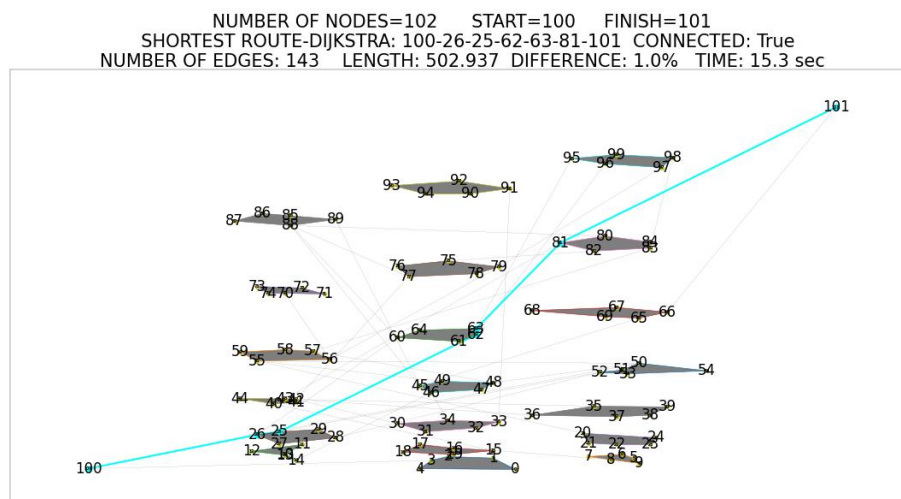 NUMBER OF NODES=102 START=100 FINISH=101
SHORTEST ROUTE-DIJKSTRA: 100-26-25-62-63-81-101 CONNECTED: True
NUMBER OF EDGES: 143 LENGTH: 502.937 DIFFERENCE: 1.0% TIME: 15.3 sec
101
95 99 98
96 97
93 92 91
94 90
87 86 85 89
88
81 80 84
82 83
76 75 79
77 78
73 72
74 70 71
68 67 66
69 65
60 64 63
61 62
59 58 57
55 56
50
52 51 54
53
45 49 48
46 47
44 43 42
40 41
36 35 39
37 38
30 34 33
31 32
26 25 29
27 28
20 24
21 22 23
12 11
10
14
18 17 16 15
7 6 5
8 9
100
3 2 1
4 0